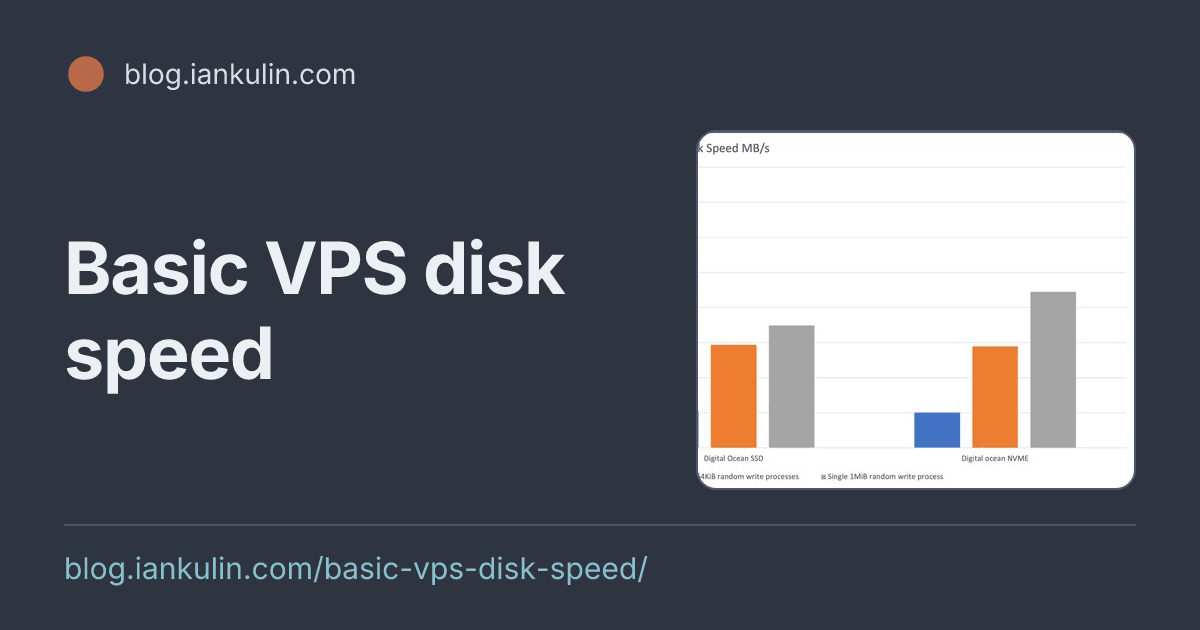 blog.iankulin.com
Basic VPS disk
speed
k Speed MB/s
Digital Ocean SSD
Digital ocean NVME
4KiB random write processes
Single 1MiB random write process
blog.iankulin.com/basic-vps-disk-speed/